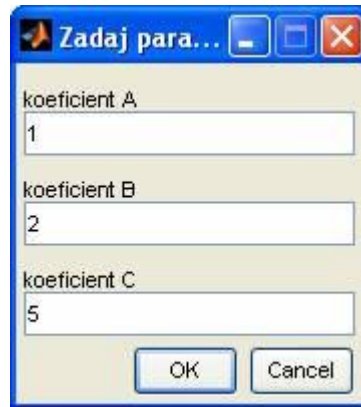 Zadaj para...
koeficient A
1
koeficient B
2
koeficient C
5
OK Cancel